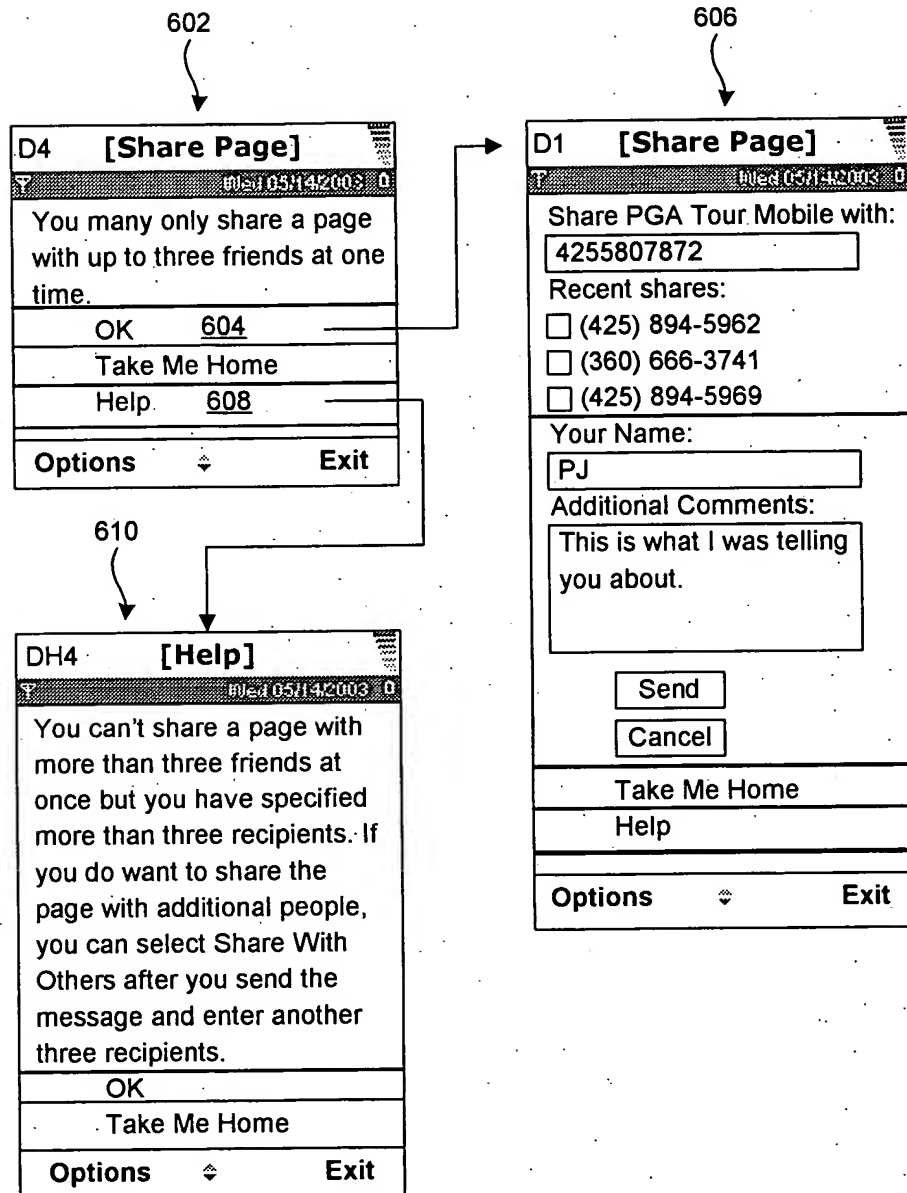 602
D4 [Share Page]
Wed 05/14/2003
You many only share a page
with up to three friends at one
time.
OK 604
Take Me Home
Help 608
Options Exit
610
DH4 [Help]
Wed 05/14/2003
You can't share a page with
more than three friends at
once but you have specified
more than three recipients. If
you do want to share the
page with additional people,
you can select Share With
Others after you send the
message and enter another
three recipients.
OK
Take Me Home
Options Exit
606
D1 [Share Page]
Wed 05/14/2003
Share PGA Tour Mobile with:
4255807872
Recent shares:
(425) 894-5962
(360) 666-3741
(425) 894-5969
Your Name:
PJ
Additional Comments:
This is what I was telling
you about.
Send
Cancel
Take Me Home
Help
Options Exit